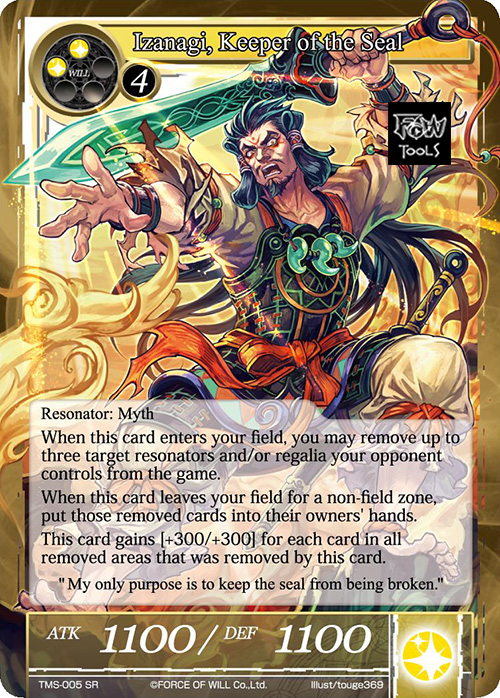 Izanagi, Keeper of the Seal
WILL
4
FoW
TooLS
Resonator: Myth
When this card enters your field, you may remove up to
three target resonators and/or regalia your opponent
controls from the game.
When this card leaves your field for a non-field zone,
put those removed cards into their owners' hands.
This card gains [+300/+300] for each card in all
removed areas that was removed by this card.
" My only purpose is to keep the seal from being broken."
ATK 1100 / DEF 1100
TMS-005 SR ©FORCE OF WILL Co.,Ltd. Illust/touge369